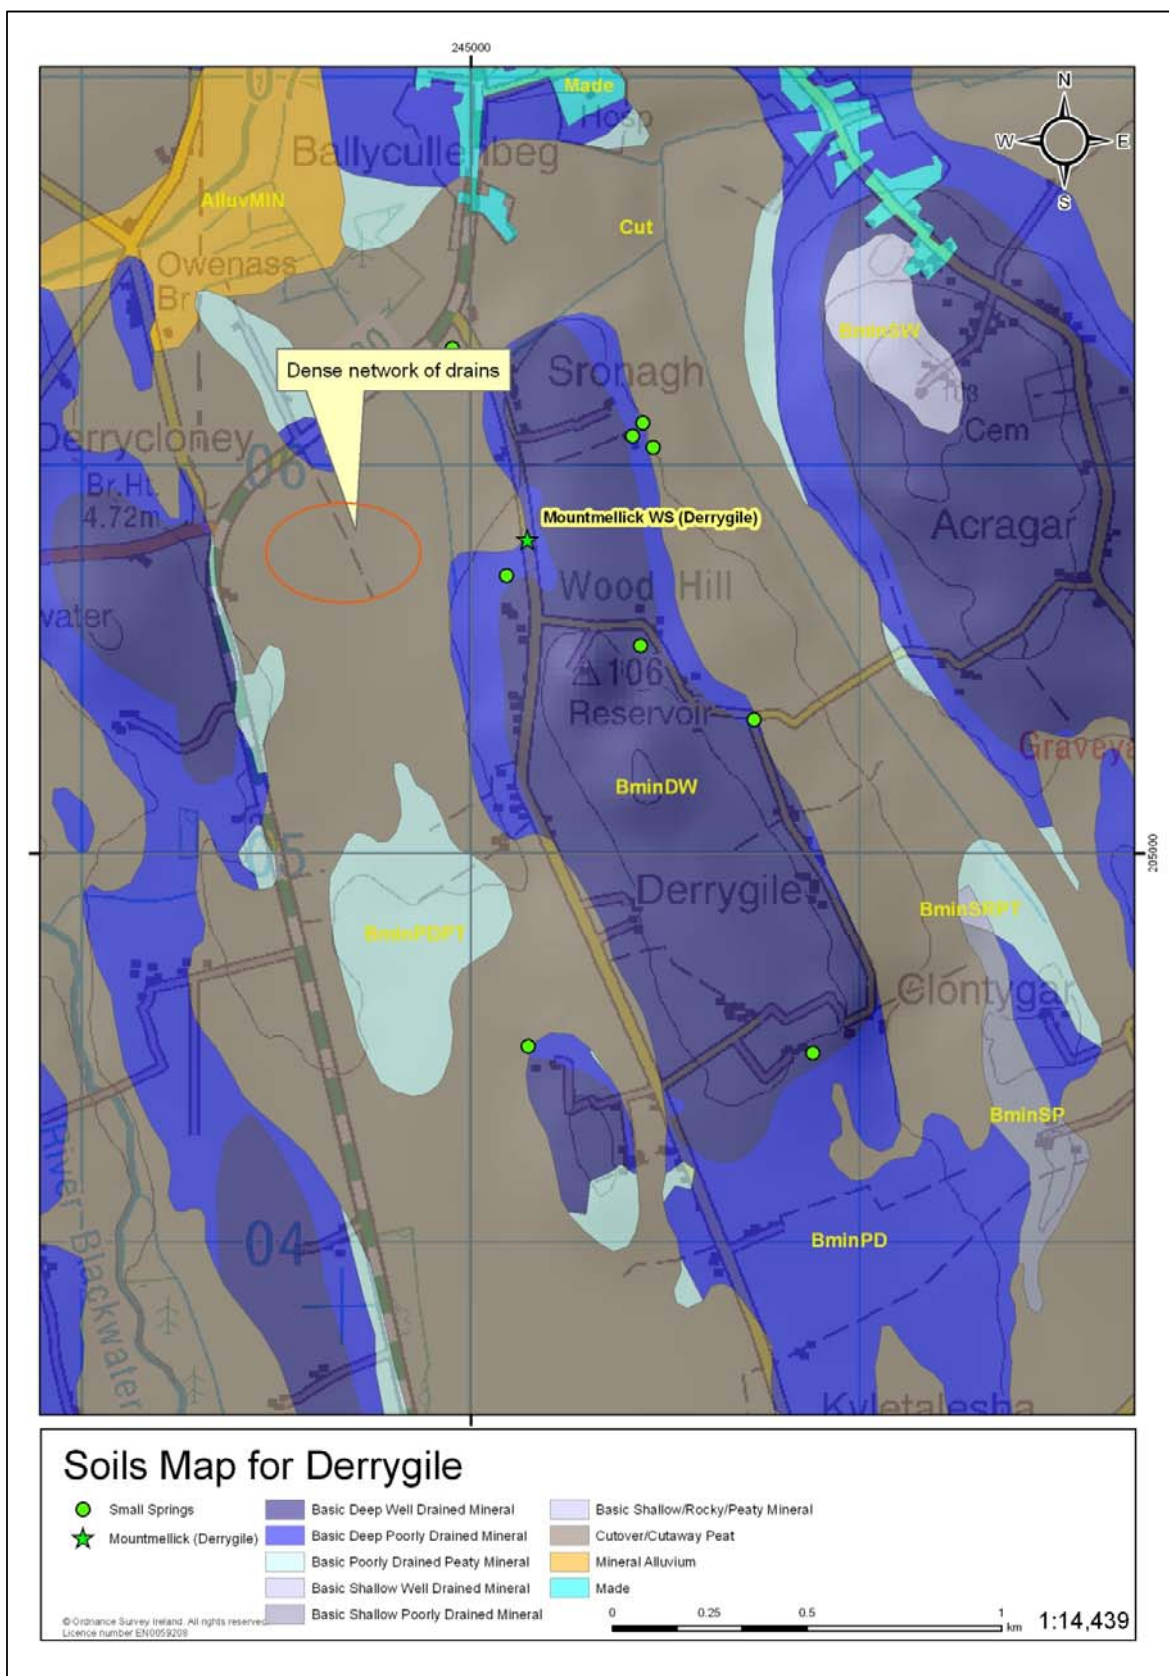 245000
N
W
E
S
07
Made
Hosp
Ballycullenbeg
AlluvMIN
Cut
Owenass
Br
BminSW
Dense network of drains
Sronagh
103
Cem
Derrycloney
06
Br.Ht.
4.72m
Mountmellick WS (Derrygile)
Acragar
Wood Hill
water
106
Reservoir
Graveya
BminDW
05
205000
Derrygile
BminSRPT
BminPDPT
Clontygar
BminSP
River Blackwater
04
BminPD
Kyletalesha
Soils Map for Derrygile
Small Springs
Mountmellick (Derrygile)
Basic Deep Well Drained Mineral
Basic Deep Poorly Drained Mineral
Basic Poorly Drained Peaty Mineral
Basic Shallow Well Drained Mineral
Basic Shallow Poorly Drained Mineral
Basic Shallow/Rocky/Peaty Mineral
Cutover/Cutaway Peat
Mineral Alluvium
Made
© Ordnance Survey Ireland. All rights reserved
Licence number EN0059208
0 0.25 0.5 1
km
1:14,439